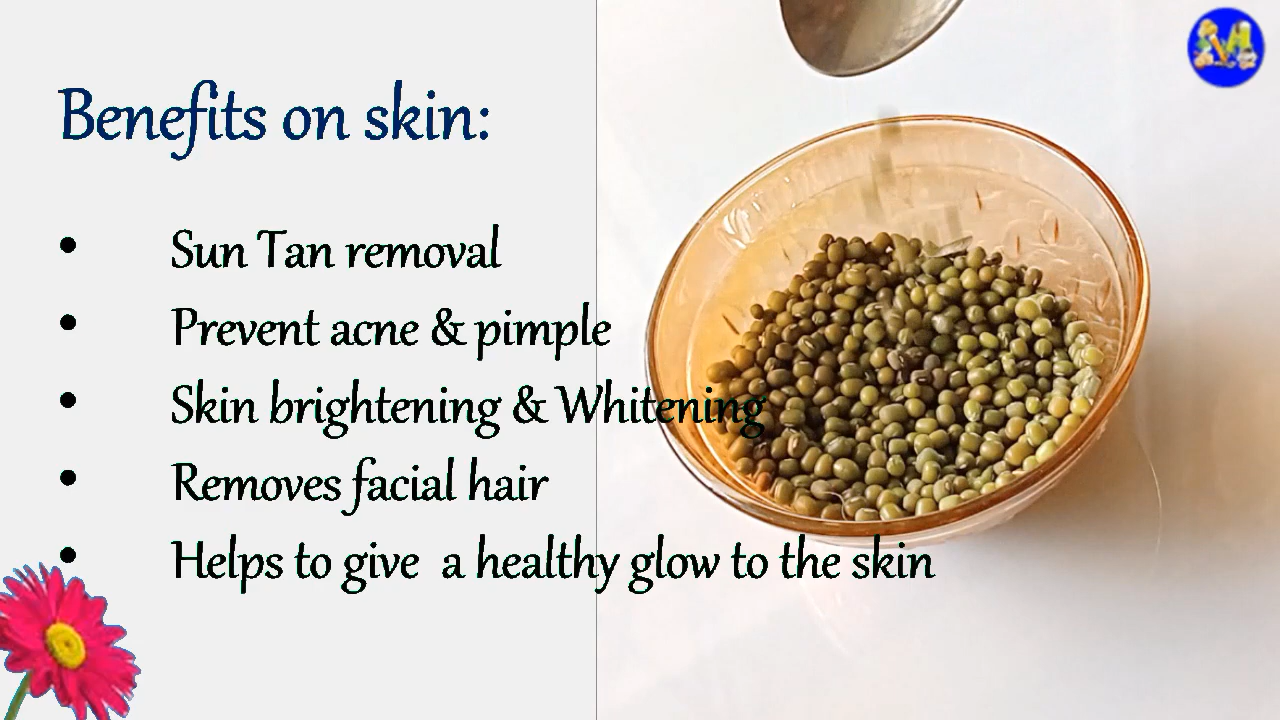 Benefits on skin:
• Sun Tan removal
• Prevent acne & pimple
• Skin brightening & Whitening
• Removes facial hair
• Helps to give  a healthy glow to the skin